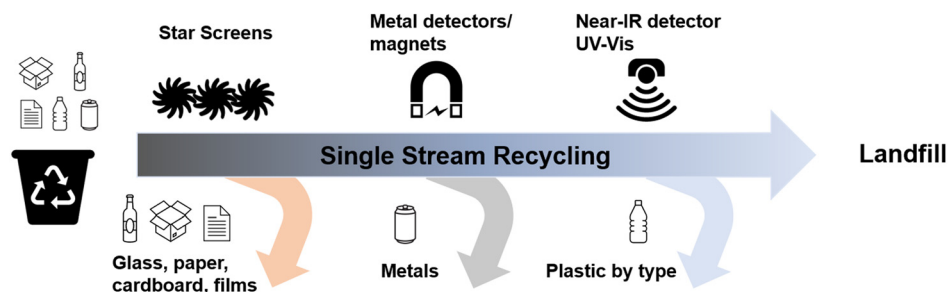 Star Screens
Metal detectors/
magnets
Near-IR detector
UV-Vis
Single Stream Recycling
Landfill
Glass, paper,
cardboard, films
Metals
Plastic by type